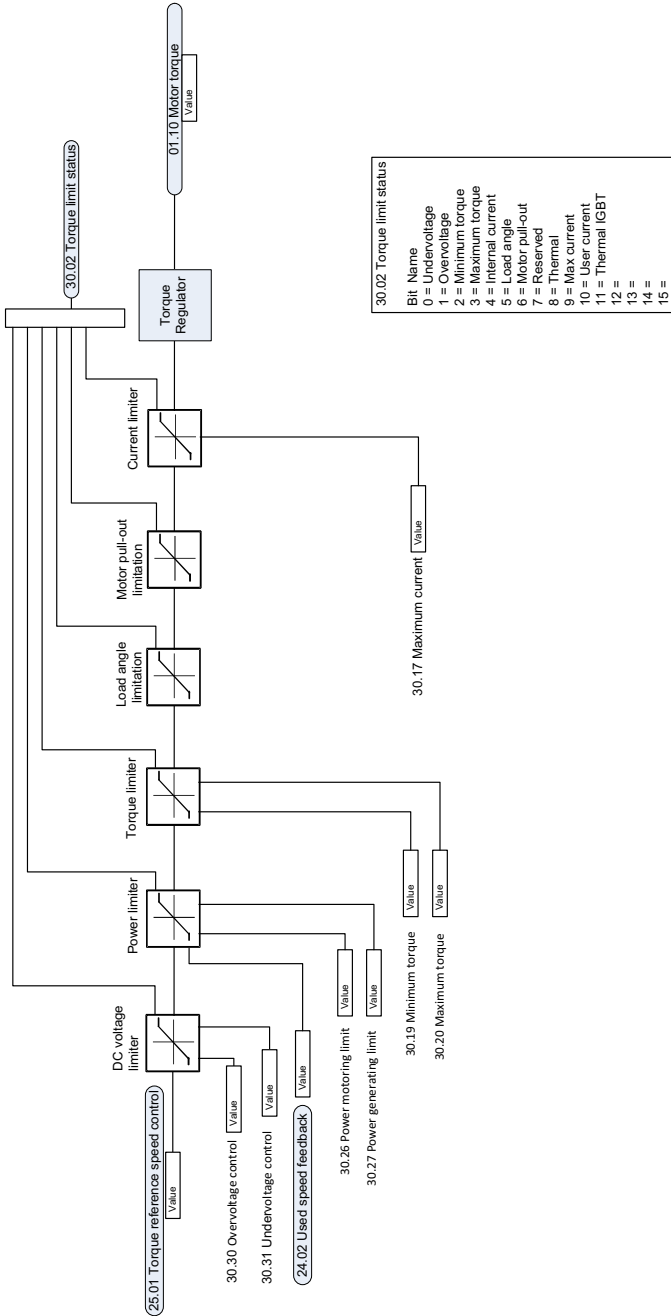 25.01 Torque reference speed control
Value
DC voltage
limiter
30.30 Overvoltage control
Value
30.31 Undervoltage control
Value
24.02 Used speed feedback
Value
Power limiter
30.26 Power motoring limit
Value
30.27 Power generating limit
Value
Torque limiter
30.19 Minimum torque
Value
30.20 Maximum torque
Value
Load angle
limitation
Motor pull-out
limitation
Current limiter
30.17 Maximum current
Value
Torque
Regulator
30.02 Torque limit status
01.10 Motor torque
Value
30.02 Torque limit status
Bit Name
0 = Undervoltage
1 = Overvoltage
2 = Minimum torque
3 = Maximum torque
4 = Internal current
5 = Load angle
6 = Motor pull-out
7 = Reserved
8 = Thermal
9 = Max current
10 = User current
11 = Thermal IGBT
12 =
13 =
14 =
15 =